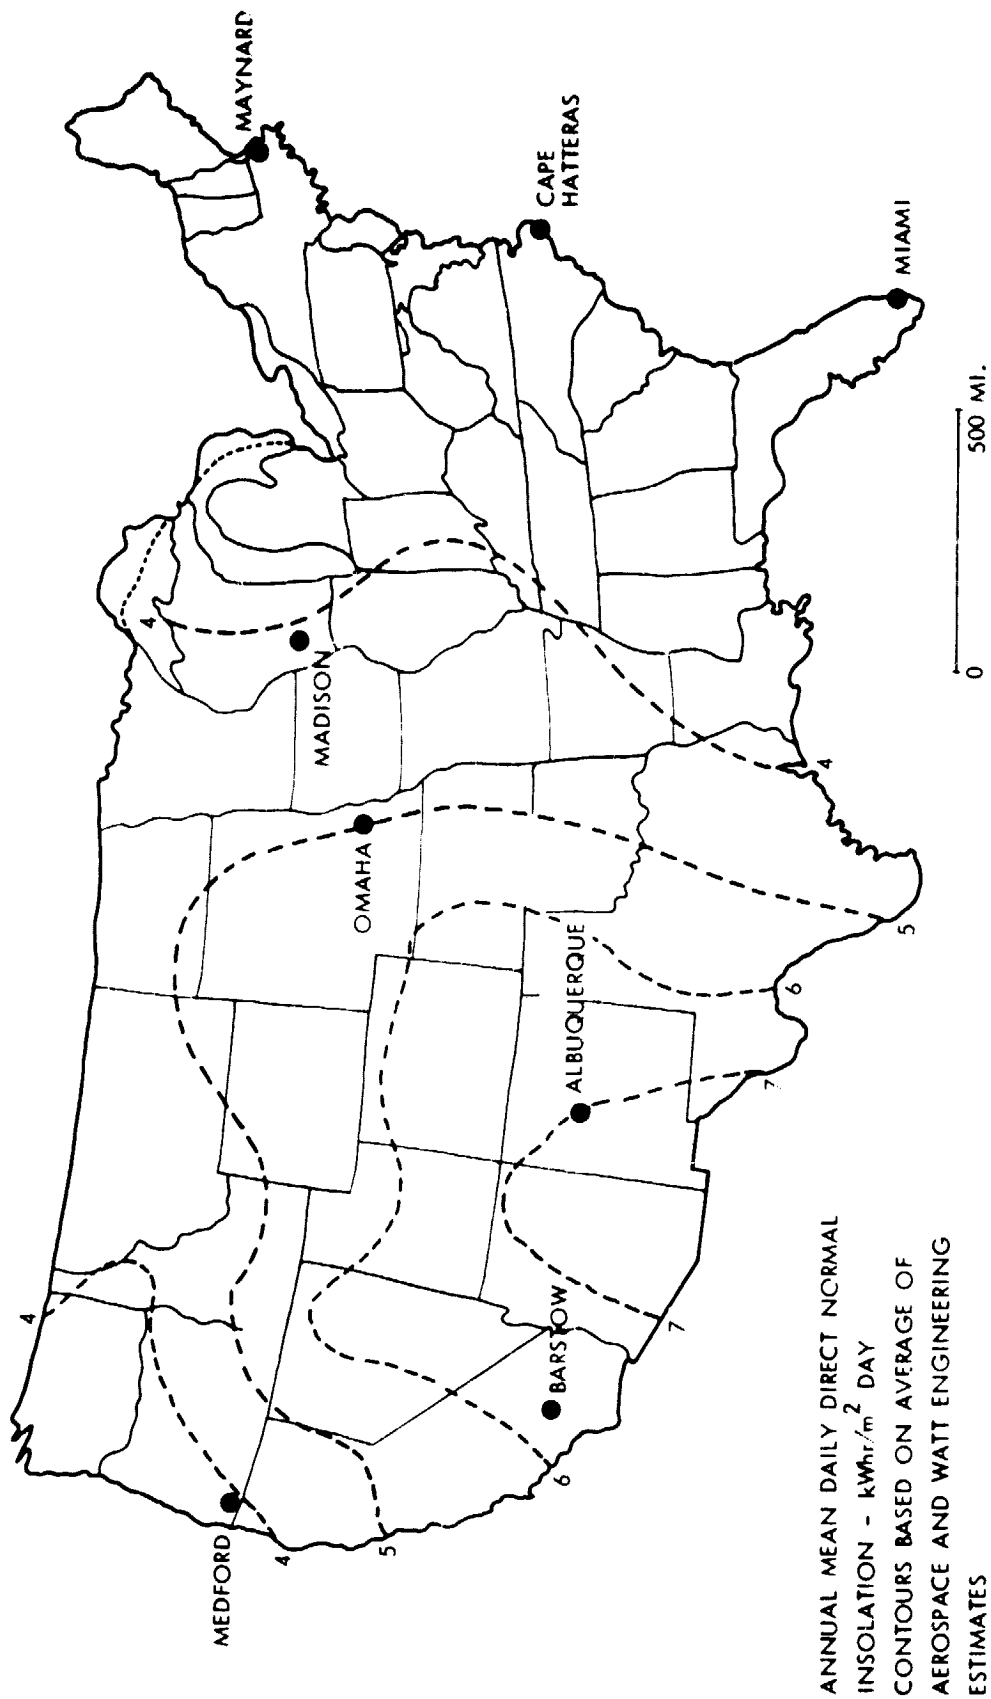 4
MEDFORD
4
5
6
BARSTOW
7
7
ALBUQUERQUE
6
5
OMAHA
MADISON
4
4
MAYNARD
CAPE
HATTERAS
MIAMI
0 500 MI.
ANNUAL MEAN DAILY DIRECT NORMAL
INSOLATION - kWhr/m² DAY
CONTOURS BASED ON AVERAGE OF
AEROSPACE AND WATT ENGINEERING
ESTIMATES